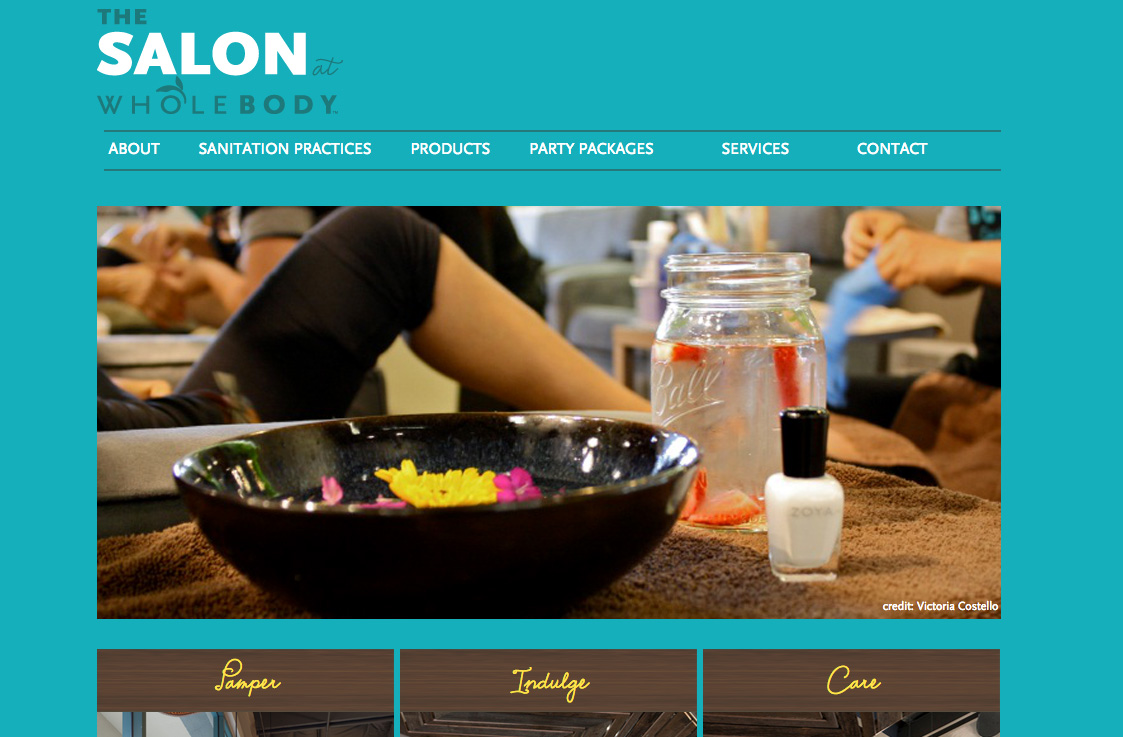 THE
SALON at
WHOLE BODY™
ABOUT SANITATION PRACTICES PRODUCTS PARTY PACKAGES SERVICES CONTACT
Ball
ZOYA
credit: Victoria Costello
Pamper Indulge Care